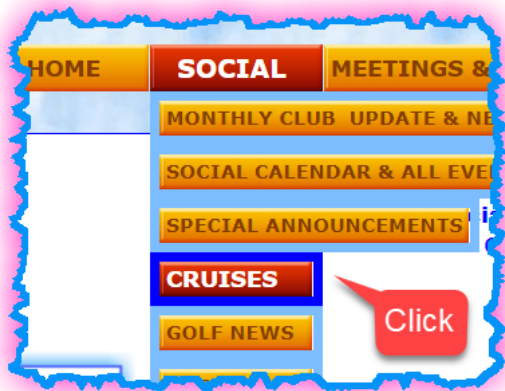 HOME SOCIAL MEETINGS &
MONTHLY CLUB UPDATE & NE
SOCIAL CALENDAR & ALL EVE
SPECIAL ANNOUNCEMENTS
CRUISES
Click
GOLF NEWS